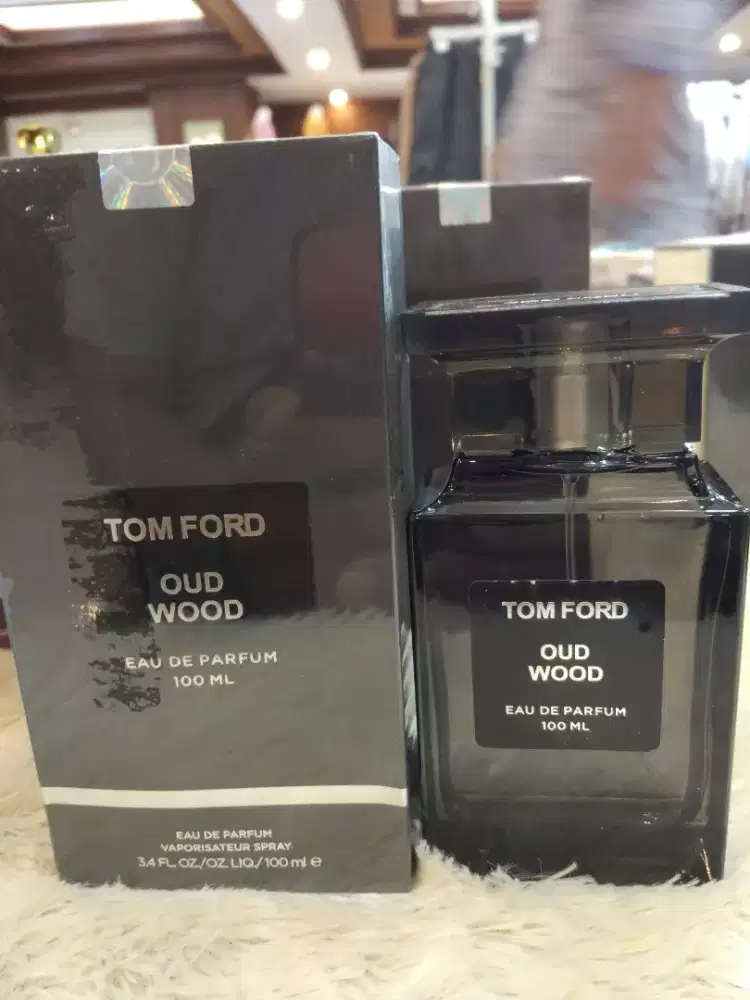 TOM FORD
OUD
WOOD
EAU DE PARFUM
100 ML
EAU DE PARFUM
VAPORISATEUR SPRAY
3.4 FL. OZ./OZ. LIQ./100 ml e
TOM FORD
OUD
WOOD
EAU DE PARFUM
100 ML